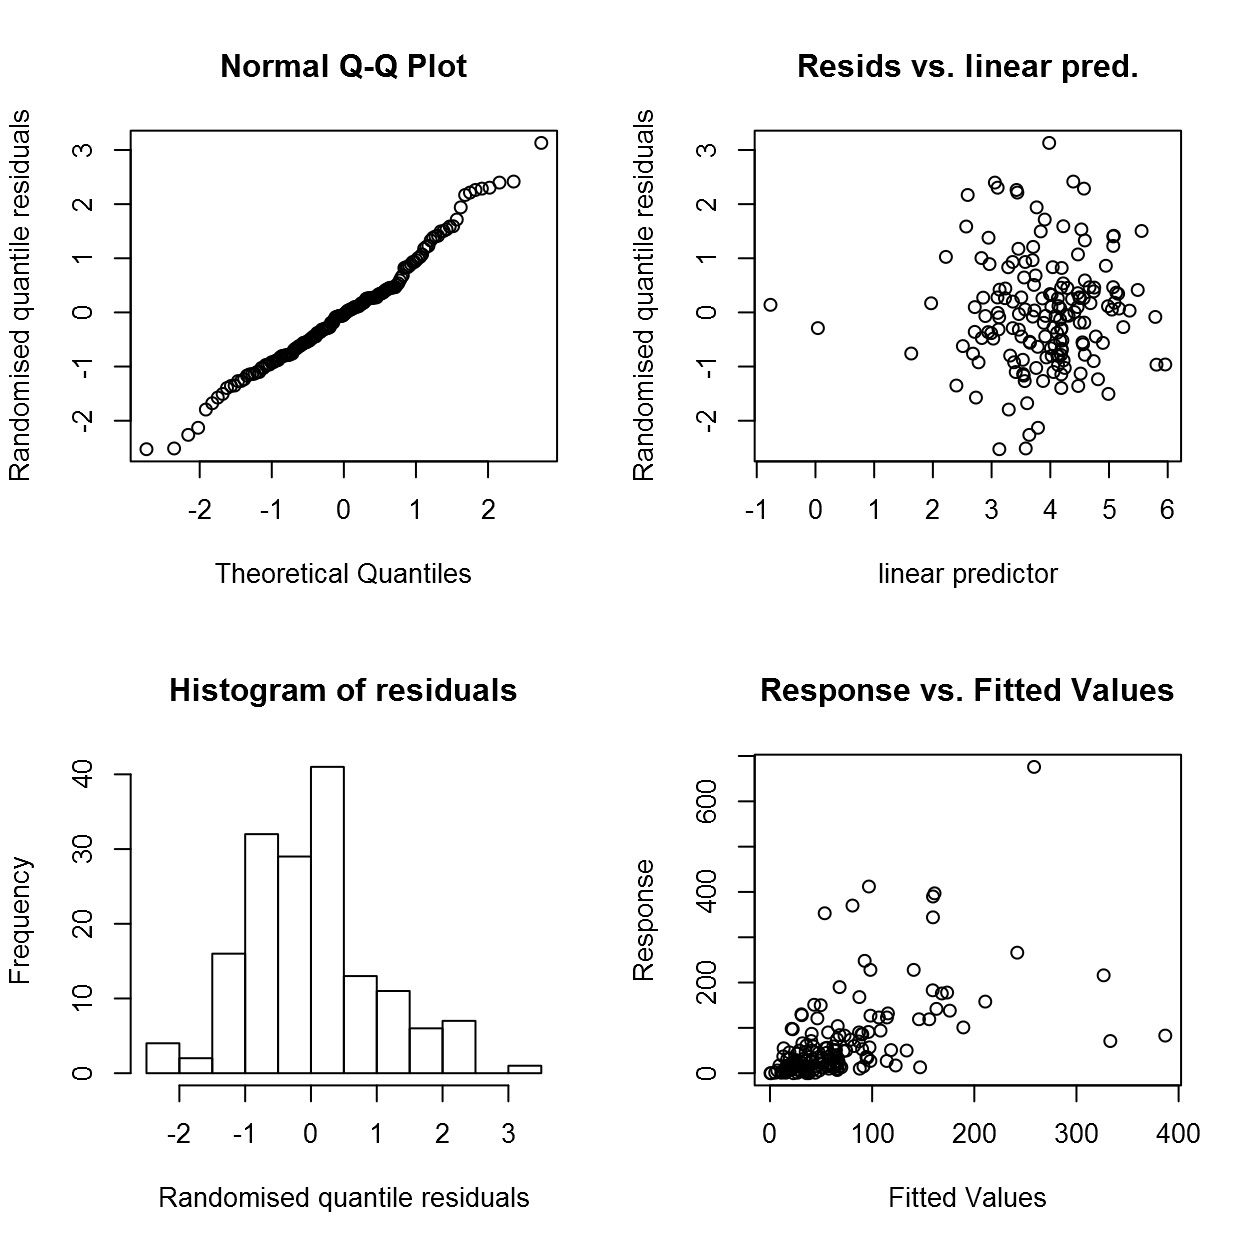 Normal Q-Q Plot
Randomised quantile residuals
3
2
1
0
-1
-2
-2 -1 0 1 2
Theoretical Quantiles
Resids vs. linear pred.
Randomised quantile residuals
3
2
1
0
-1
-2
-1 0 1 2 3 4 5 6
linear predictor
Histogram of residuals
Frequency
40
30
20
10
0
-2 -1 0 1 2 3
Randomised quantile residuals
Response vs. Fitted Values
Response
600
400
200
0
0 100 200 300 400
Fitted Values